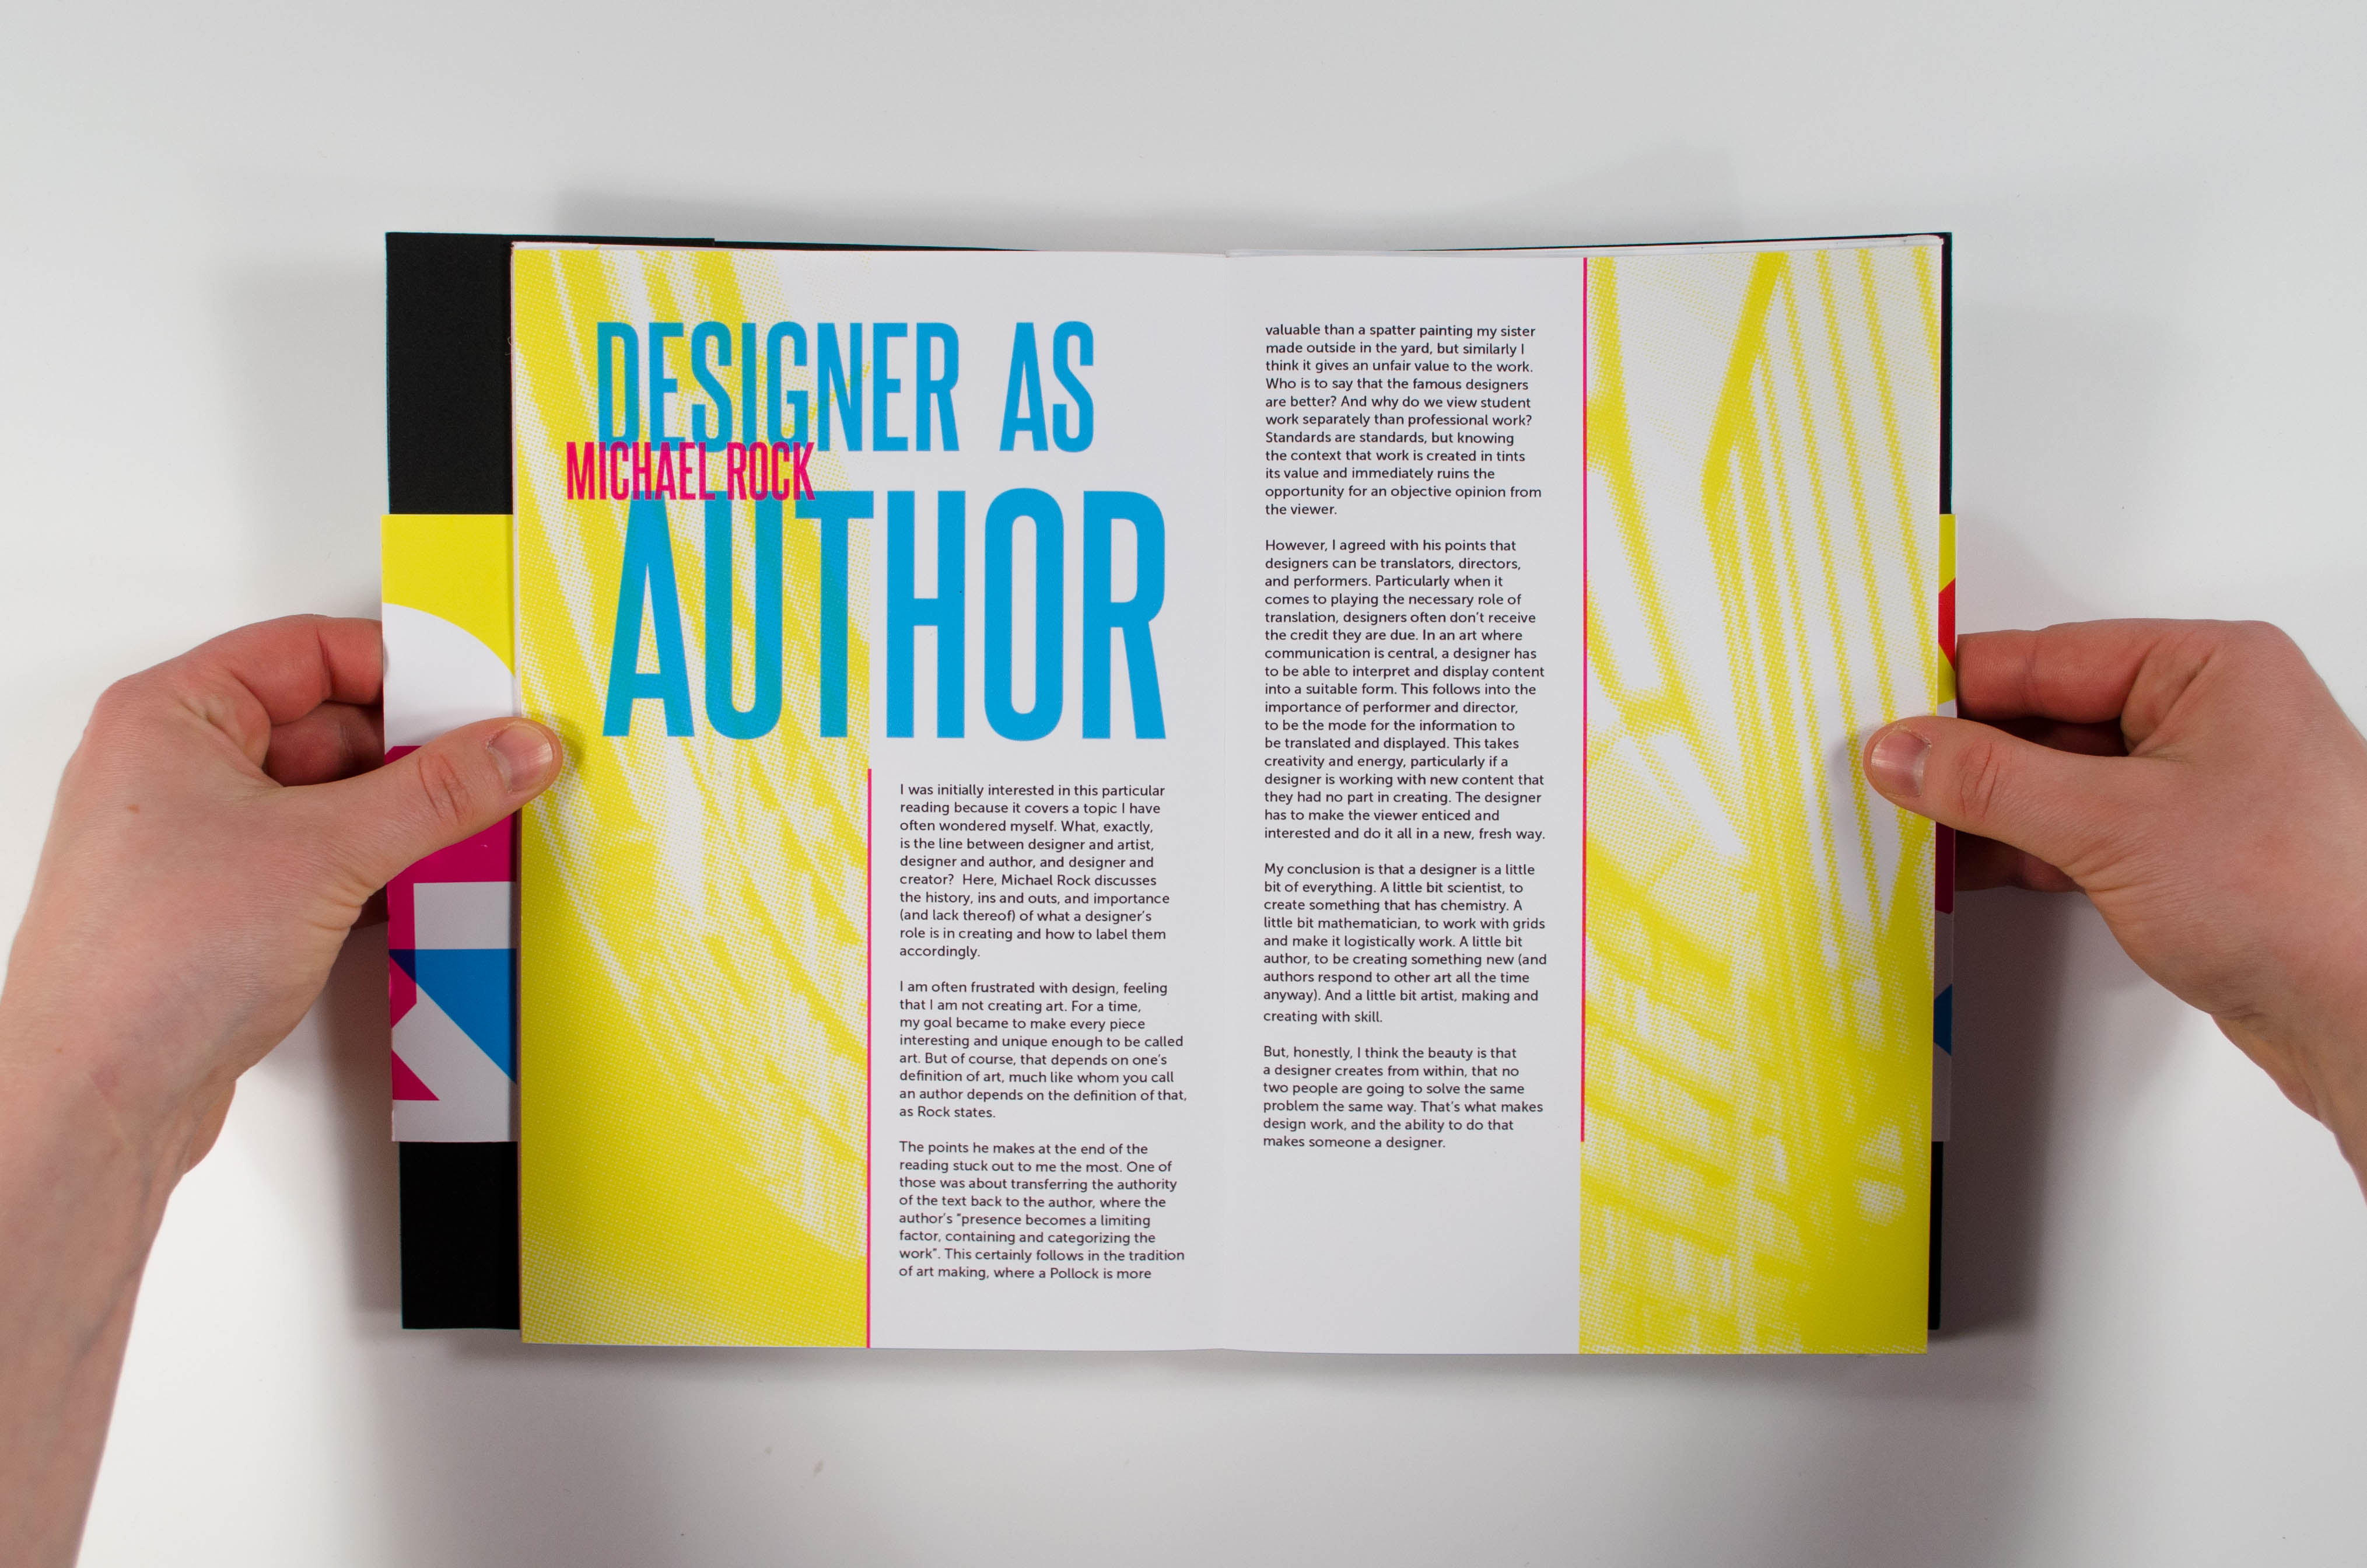 DESIGNER AS
MICHAEL ROCK
AUTHOR
I was initially interested in this particular
reading because it covers a topic I have
often wondered myself. What, exactly,
is the line between designer and artist,
designer and author, and designer and
creator?  Here, Michael Rock discusses
the history, ins and outs, and importance
(and lack thereof) of what a designer's
role is in creating and how to label them
accordingly.
I am often frustrated with design, feeling
that I am not creating art. For a time,
my goal became to make every piece
interesting and unique enough to be called
art. But of course, that depends on one's
definition of art, much like whom you call
an author depends on the definition of that,
as Rock states.
The points he makes at the end of the
reading stuck out to me the most. One of
those was about transferring the authority
of the text back to the author, where the
author's "presence becomes a limiting
factor, containing and categorizing the
work". This certainly follows in the tradition
of art making, where a Pollock is more
valuable than a spatter painting my sister
made outside in the yard, but similarly I
think it gives an unfair value to the work.
Who is to say that the famous designers
are better? And why do we view student
work separately than professional work?
Standards are standards, but knowing
the context that work is created in tints
its value and immediately ruins the
opportunity for an objective opinion from
the viewer.
However, I agreed with his points that
designers can be translators, directors,
and performers. Particularly when it
comes to playing the necessary role of
translation, designers often don't receive
the credit they are due. In an art where
communication is central, a designer has
to be able to interpret and display content
into a suitable form. This follows into the
importance of performer and director,
to be the mode for the information to
be translated and displayed. This takes
creativity and energy, particularly if a
designer is working with new content that
they had no part in creating. The designer
has to make the viewer enticed and
interested and do it all in a new, fresh way.
My conclusion is that a designer is a little
bit of everything. A little bit scientist, to
create something that has chemistry. A
little bit mathematician, to work with grids
and make it logistically work. A little bit
author, to be creating something new (and
authors respond to other art all the time
anyway). And a little bit artist, making and
creating with skill.
But, honestly, I think the beauty is that
a designer creates from within, that no
two people are going to solve the same
problem the same way. That's what makes
design work, and the ability to do that
makes someone a designer.